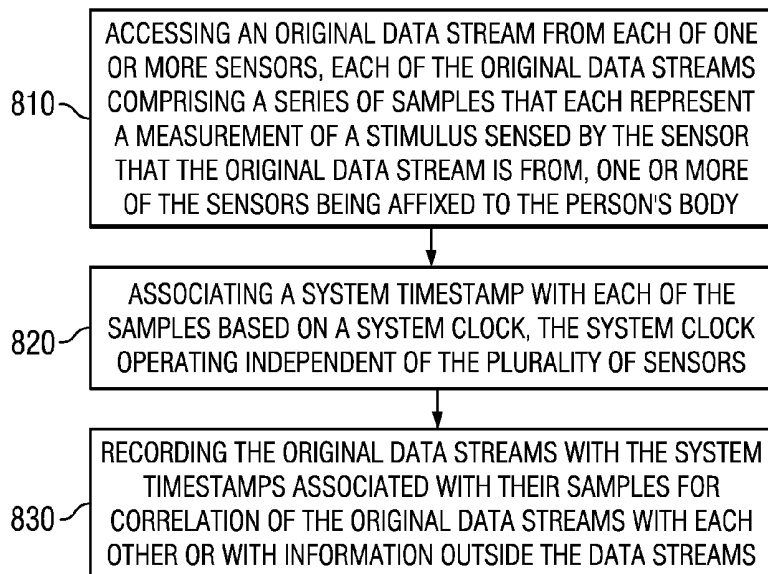 ACCESSING AN ORIGINAL DATA STREAM FROM EACH OF ONE
OR MORE SENSORS, EACH OF THE ORIGINAL DATA STREAMS
810
COMPRISING A SERIES OF SAMPLES THAT EACH REPRESENT
A MEASUREMENT OF A STIMULUS SENSED BY THE SENSOR
THAT THE ORIGINAL DATA STREAM IS FROM, ONE OR MORE
OF THE SENSORS BEING AFFIXED TO THE PERSON'S BODY
ASSOCIATING A SYSTEM TIMESTAMP WITH EACH OF THE
820
SAMPLES BASED ON A SYSTEM CLOCK, THE SYSTEM CLOCK
OPERATING INDEPENDENT OF THE PLURALITY OF SENSORS
RECORDING THE ORIGINAL DATA STREAMS WITH THE SYSTEM
TIMESTAMPS ASSOCIATED WITH THEIR SAMPLES FOR
830
CORRELATION OF THE ORIGINAL DATA STREAMS WITH EACH
OTHER OR WITH INFORMATION OUTSIDE THE DATA STREAMS